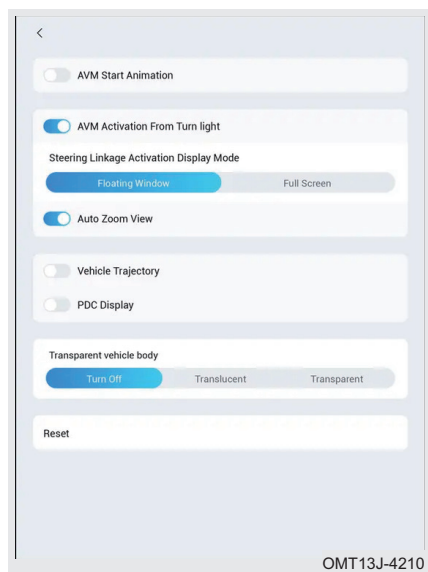 AVM Start Animation
AVM Activation From Turn light
Steering Linkage Activation Display Mode
Floating Window Full Screen
Auto Zoom View
Vehicle Trajectory
PDC Display
Transparent vehicle body
Turn Off Translucent Transparent
Reset
OMT13J-4210